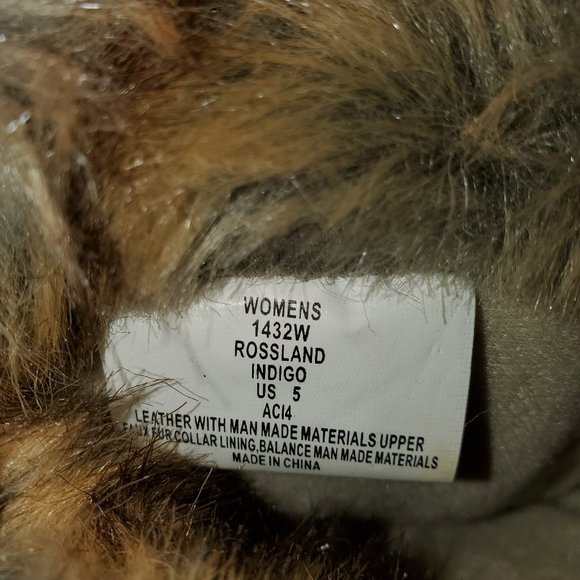 WOMENS
1432W
ROSSLAND
INDIGO
US 5
ACI4
LEATHER WITH MAN MADE MATERIALS UPPER
FAUX FUR COLLAR LINING, BALANCE MAN MADE MATERIALS
MADE IN CHINA